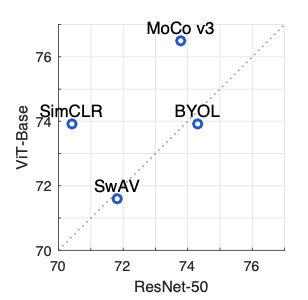 MoCo v3
76
SimCLR
BYOL
74
ViT-Base
SwAV
72
70
70 72 74 76
ResNet-50